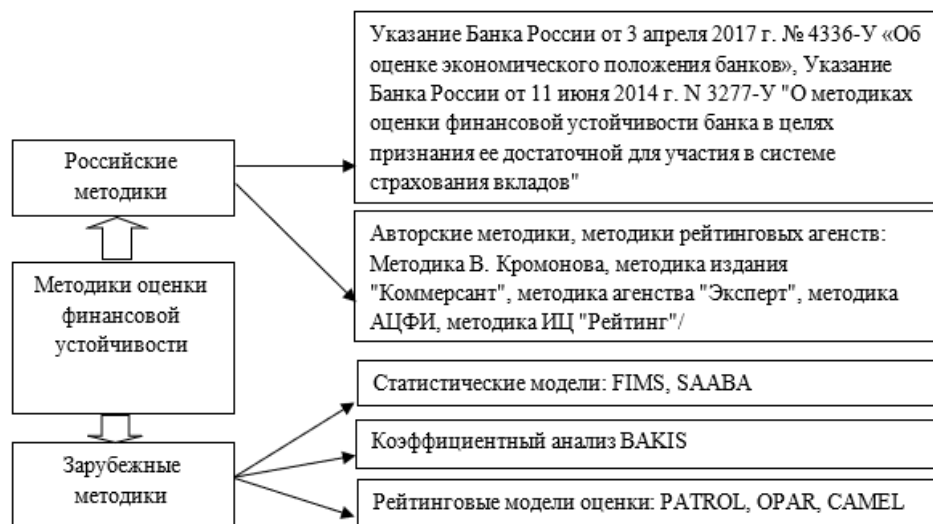 Указание Банка России от 3 апреля 2017 г. № 4336-У «Об
оценке экономического положения банков», Указание
Банка России от 11 июня 2014 г. N 3277-У "О методиках
оценки финансовой устойчивости банка в целях
признания ее достаточной для участия в системе
страхования вкладов"
Российские
методики
Авторские методики, методики рейтинговых агенств:
Методика В. Кромонова, методика издания
"Коммерсант", методика агенства "Эксперт", методика
АЦФИ, методика ИЦ "Рейтинг"/
Методики оценки
финансовой
устойчивости
Статистические модели: FIMS, SAABA
Коэффициентный анализ BAKIS
Зарубежные
методики
Рейтинговые модели оценки: PATROL, OPAR, CAMEL